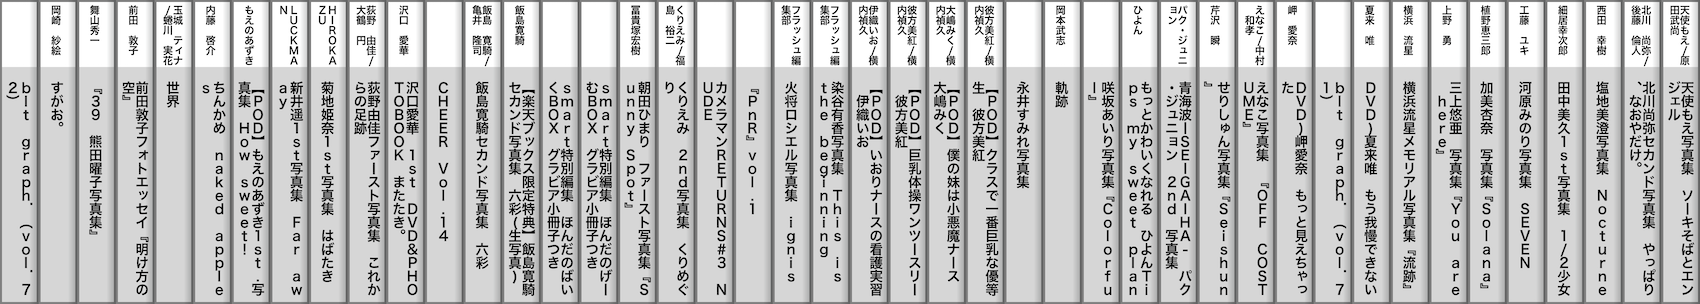 天使もえ/原
田武尚
天使もえ写真集 ソーキそばとエン
ジェル
北川 尚弥/
後藤 倫人
北川尚弥セカンド写真集 やっぱり
、なおやだけ。
西田 幸樹
塩地美澄写真集 Nocturne
細居幸次郎
田中美久1st写真集 1/2少女
工藤 ユキ
河原みのり写真集 SEVEN
植野恵三郎
加美杏奈 写真集『Solana』
上野 勇
三上悠亜 写真集『You are
here』
横浜 流星
横浜流星メモリアル写真集『流跡』
夏来 唯
DVD)夏来唯 もう我慢できない
blt graph. (vol.7
1)
岬 愛奈
DVD)岬愛奈 もっと見えちゃっ
た
えなこ/中村
和孝
えなこ写真集 『OFF COST
UME』
芹沢 瞬
せりしゅん写真集『Seishun
』
パク・ジュニ
ョン
青海波ーSEIGAIHA- パク
・ジュニョン 2nd 写真集
ひよん
もっとかわいくなれる ひよんTi
ps my sweet plan
咲坂あいり写真集『Colorfu
l』
軌跡
岡本武志
永井すみれ写真集
彼方美紅/横
内禎久
【POD】クラスで一番巨乳な優等
生 彼方美紅
大嶋みく/横
内禎久
【POD】僕の妹は小悪魔ナース
大嶋みく
彼方美紅/横
内禎久
【POD】巨乳体操ワンツースリー
彼方美紅
伊織いお/横
内禎久
【POD】いおりナースの看護実習
伊織いお
フラッシュ編
集部
染谷有香写真集 This is
the beginning
フラッシュ編
集部
火将ロシエル写真集 ignis
『PnR』vol.1
カメラマンRETURNS#3 N
UDE
くりえみ/福
島 裕二
くりえみ 2nd写真集 くりめぐ
り
冨貴塚宏樹
朝田ひまり ファースト写真集『S
unny Spot』
smart特別編集 ほんだのげー
むBOX グラビア小冊子つき
smart特別編集 ほんだのばい
くBOX グラビア小冊子つき
飯島寛騎
【楽天ブックス限定特典】飯島寛騎
セカンド写真集 六彩(生写真)
飯島 寛騎/
亀井 隆司
飯島寛騎セカンド写真集 六彩
CHEER Vol.14
沢口 愛華
沢口愛華 1st DVD&PHO
TOBOOK またたき。
荻野 由佳/
大鶴 円
荻野由佳ファースト写真集 これか
らの足跡
HIROKA
ZU
菊地姫奈1st写真集 はばたき
LUCKMA
N
新井遥1st写真集 Far aw
ay
もえのあずき
【POD】もえのあずき1st.写
真集 How sweet!
内藤 啓介
ちんかめ naked apple
s
玉城 ティナ
/蜷川 実花
世界
前田 敦子
前田敦子フォトエッセイ『明け方の
空』
舞山秀一
『39 熊田曜子写真集』
岡崎 紗絵
すがお。
blt graph. (vol.7
2)